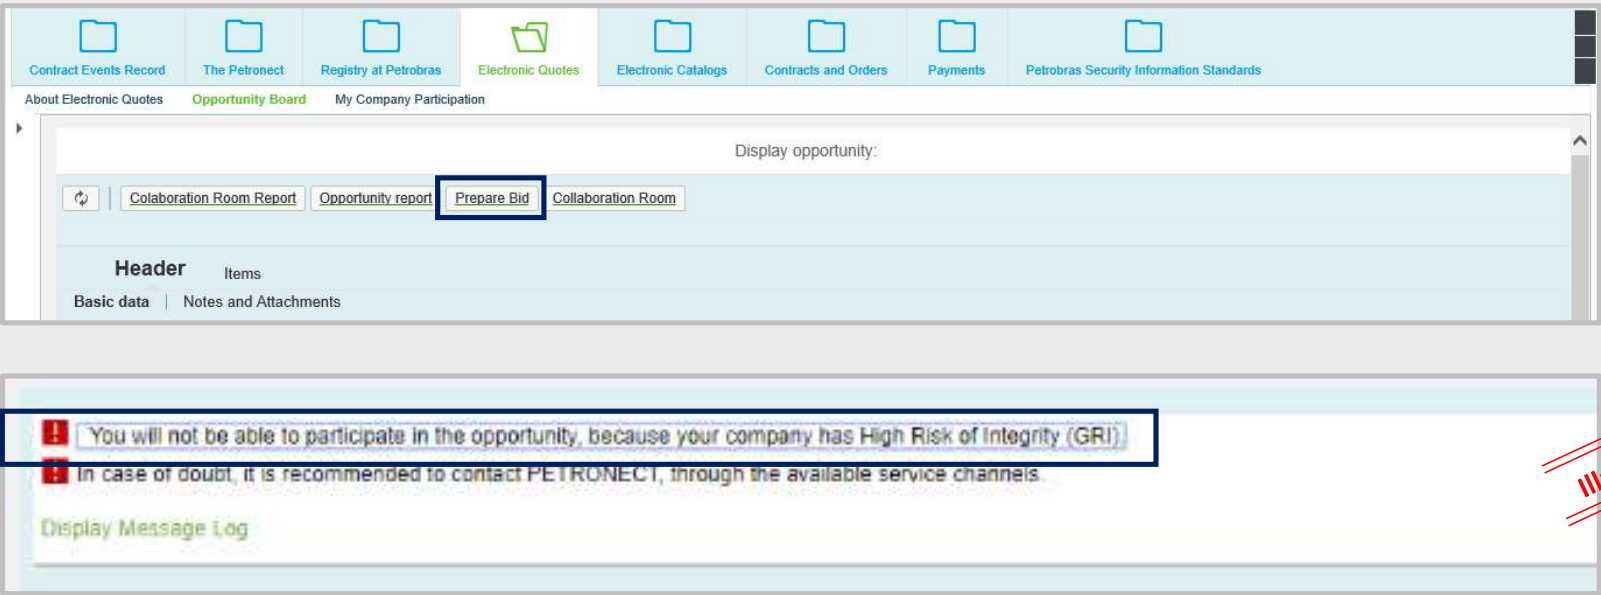 Contract Events Record The Petronect Registry at Petrobras Electronic Quotes Electronic Catalogs Contracts and Orders Payments Petrobras Security Information Standards
About Electronic Quotes Opportunity Board My Company Participation
Display opportunity:
Colaboration Room Report Opportunity report Prepare Bid Collaboration Room
Header Items
Basic data | Notes and Attachments
You will not be able to participate in the opportunity, because your company has High Risk of Integrity (GRI)
In case of doubt, it is recommended to contact PETRONECT, through the available service channels.
Display Message Log